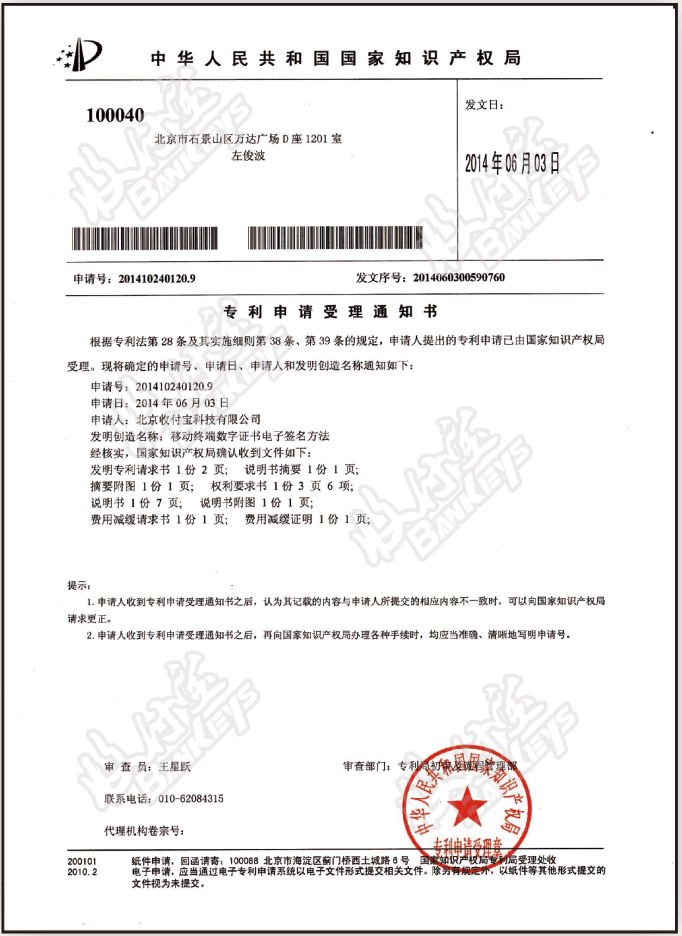 中华人民共和国国家知识产权局
100040
北京市石景山区万达广场 D 座 1201 室
左俊波
发文日:
2014年06月03日
申请号: 201410240120.9
发文序号: 2014060300590760
专利申请受理通知书
根据专利法第 28 条及其实施细则第 38 条、第 39 条的规定, 申请人提出的专利申请已由国家知识产权局
受理。现将确定的申请号、申请日、申请人和发明创造名称通知如下:
申请号: 201410240120.9
申请日: 2014 年 06 月 03 日
申请人: 北京收付宝科技有限公司
发明创造名称: 移动终端数字证书电子签名方法
经核实, 国家知识产权局确认收到文件如下:
发明专利请求书 1 份 2 页; 说明书摘要 1 份 1 页;
摘要附图 1 份 1 页; 权利要求书 1 份 3 页 6 项;
说明书 1 份 7 页; 说明书附图 1 份 1 页;
费用减缓请求书 1 份 1 页; 费用减缓证明 1 份 1 页;
提示:
1. 申请人收到专利申请受理通知书之后, 认为其记载的内容与申请人所提交的相应内容不一致时, 可以向国家知识产权局
请求更正。
2. 申请人收到专利申请受理通知书之后, 再向国家知识产权局办理各种手续时, 均应当准确、清晰地写明申请号。
审 查 员: 王星跃
审查部门: 专利局初审及流程管理部
联系电话: 010-62084315
代理机构卷宗号:
中华人民共和国国家知识产权局
专利申请受理章
200101
2010.2
纸件申请, 回函请寄: 100088 北京市海淀区蓟门桥西土城路 6 号 国家知识产权局专利局受理处收
电子申请, 应当通过电子专利申请系统以电子文件形式提交相关文件。除另有规定外, 以纸件等其他形式提交的
文件视为未提交。
BANKEYS
BANKEYS
BANKEYS
BANKEYS
BANKEYS
BANKEYS